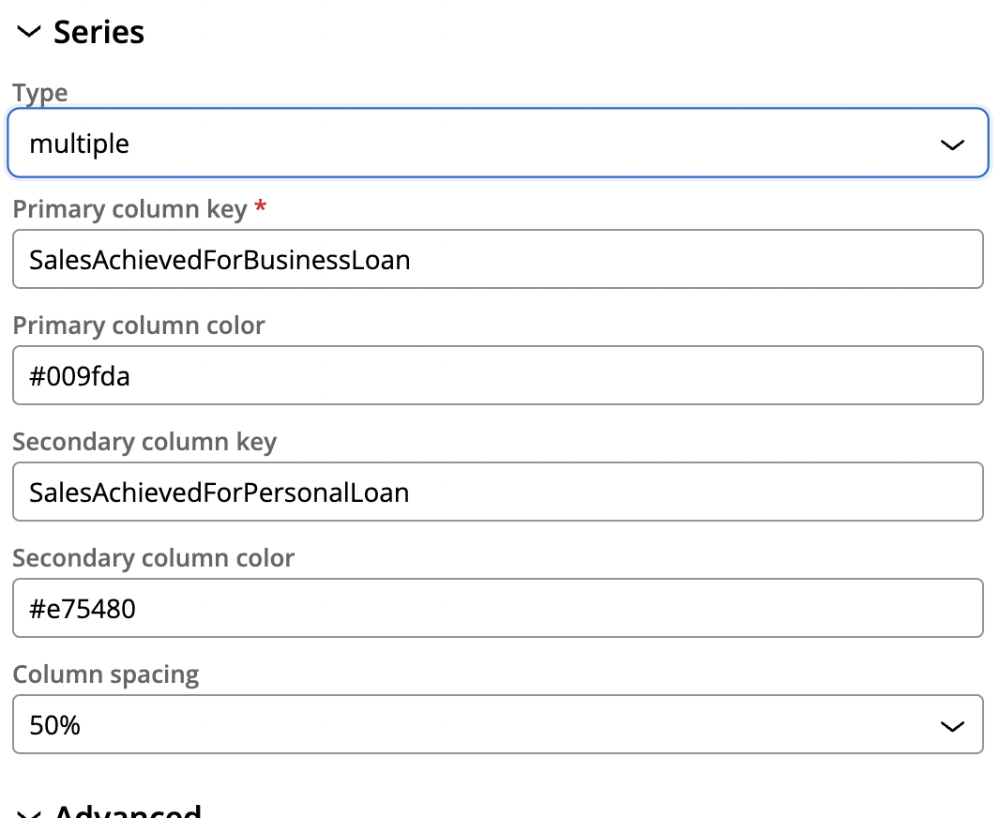 Series
Type
multiple
Primary column key *
SalesAchievedForBusinessLoan
Primary column color
#009fda
Secondary column key
SalesAchievedForPersonalLoan
Secondary column color
#e75480
Column spacing
50%
Advanced